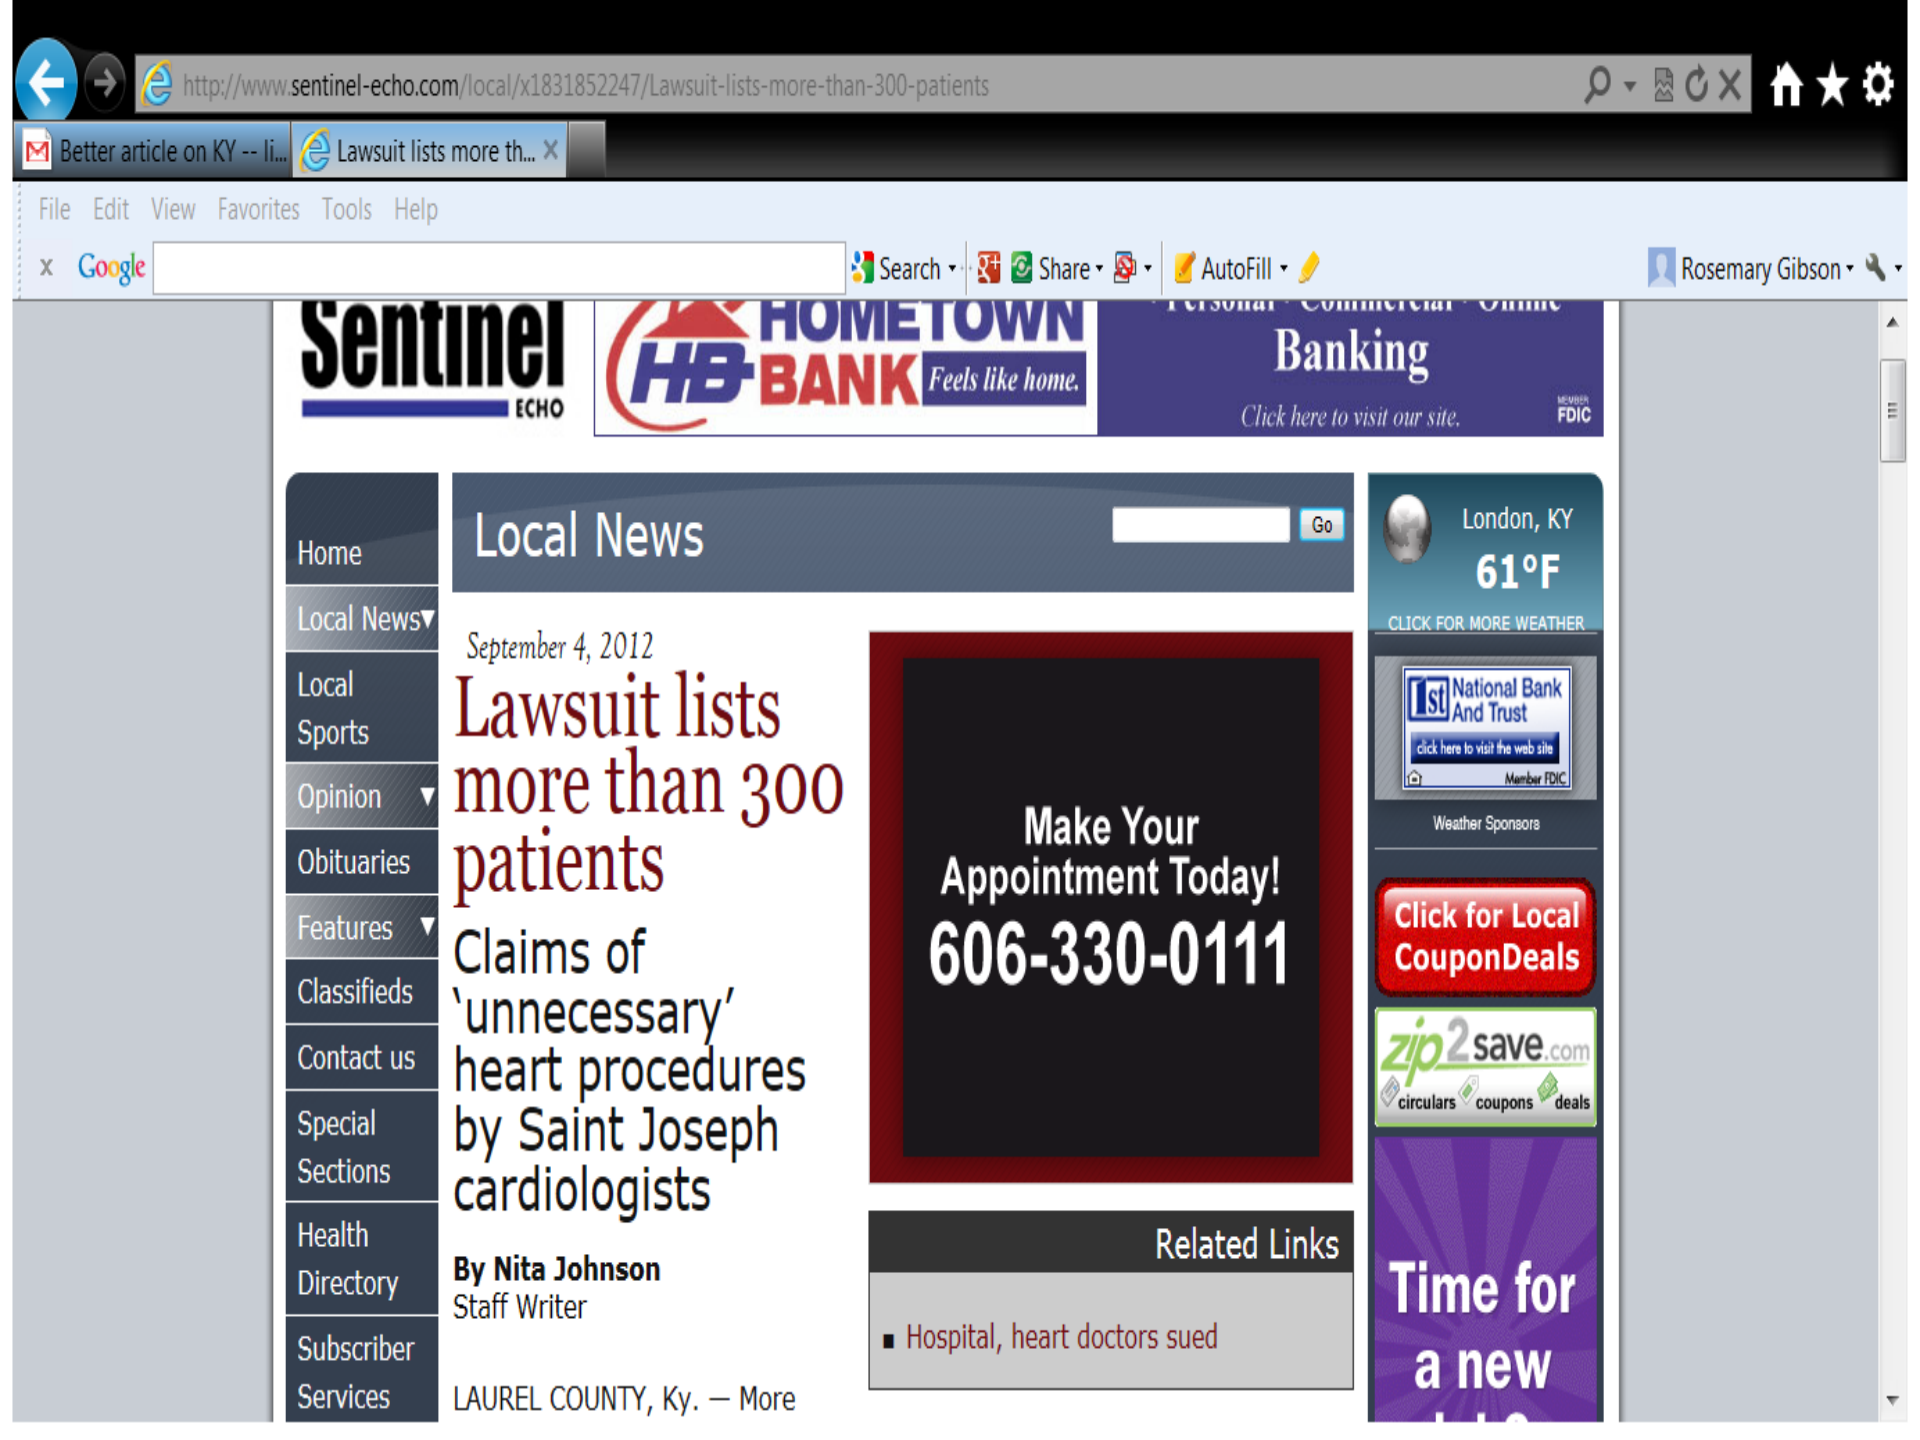 http://www.sentinel-echo.com/local/x1831852247/Lawsuit-lists-more-than-300-patients
Better article on KY -- li...
Lawsuit lists more th...
File Edit View Favorites Tools Help
x Google Search Share AutoFill Rosemary Gibson
Sentinel
ECHO
HOMETOWN
HB BANK Feels like home.
Personal · Commercial · Online
Banking
Click here to visit our site.
MEMBER
FDIC
Home
Local News
Local
Sports
Opinion
Obituaries
Features
Classifieds
Contact us
Special
Sections
Health
Directory
Subscriber
Services
Local News
Go
September 4, 2012
Lawsuit lists
more than 300
patients
Claims of
‘unnecessary’
heart procedures
by Saint Joseph
cardiologists
By Nita Johnson
Staff Writer
LAUREL COUNTY, Ky. — More
Make Your
Appointment Today!
606-330-0111
Related Links
Hospital, heart doctors sued
London, KY
61°F
CLICK FOR MORE WEATHER
1st National Bank
And Trust
click here to visit the web site
Member FDIC
Weather Sponsors
Click for Local
CouponDeals
zip2save.com
circulars coupons deals
Time for
a new